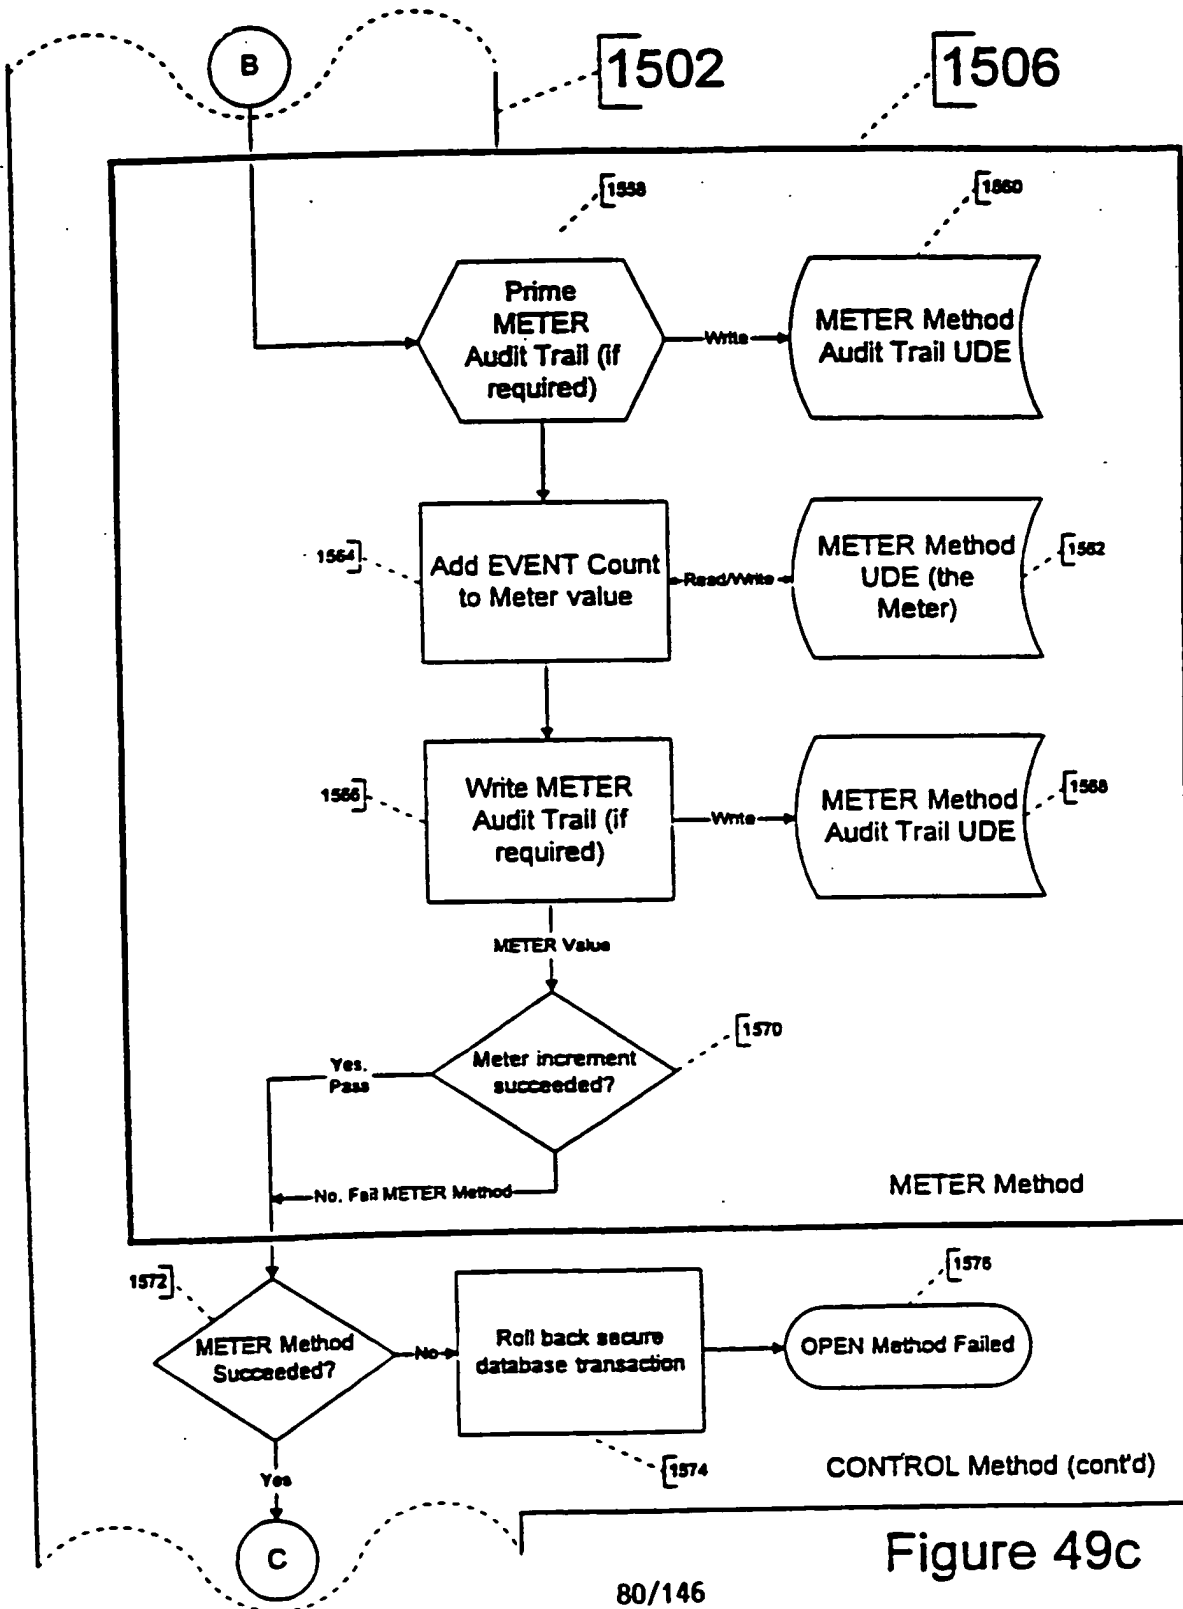 B
1502
1506
1558
1560
Prime
METER
Audit Trail (if
required)
Write
METER Method
Audit Trail UDE
1564
Add EVENT Count
to Meter value
Read/Write
METER Method
UDE (the
Meter)
1562
1566
Write METER
Audit Trail (if
required)
Write
METER Method
Audit Trail UDE
1568
METER Value
1570
Meter increment
succeeded?
Yes.
Pass
No. Fail METER Method
METER Method
1572
METER Method
Succeeded?
No
Roll back secure
database transaction
1576
OPEN Method Failed
1574
CONTROL Method (cont'd)
Yes
C
Figure 49c
80/146